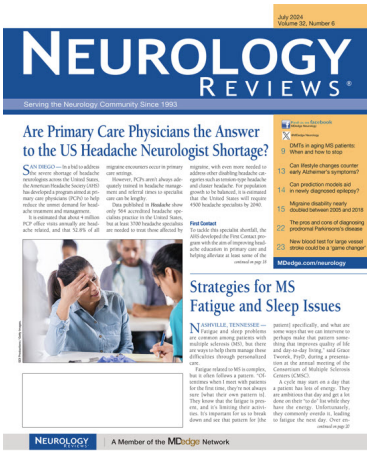 July 2024
Volume 32, Number 6
NEUROLOGY
REVIEWS®
Serving the Neurology Community Since 1993
Are Primary Care Physicians the Answer
to the US Headache Neurologist Shortage?
SAN DIEGO — In a bid to address
the severe shortage of headache
neurologists across the United States,
the American Headache Society (AHS)
has developed a program aimed at pri-
mary care physicians (PCPs) to help
reduce the unmet demand for head-
ache treatment and management.
It is estimated that about 4 million
PCP office visits annually are head-
ache related, and that 52.8% of all
migraine encounters occur in primary
care settings.
However, PCPs aren't always ade-
quately trained in headache manage-
ment and referral times to specialist
care can be lengthy.
Data published in Headache show
only 564 accredited headache spe-
cialists practice in the United States,
but at least 3700 headache specialists
are needed to treat those affected by
migraine, with even more needed to
address other disabling headache cat-
egories such as tension-type headache
and cluster headache. For population
growth to be balanced, it is estimated
that the United States will require
4500 headache specialists by 2040.
First Contact
To tackle this specialist shortfall, the
AHS developed the First Contact pro-
gram with the aim of improving head-
ache education in primary care and
helping alleviate at least some of the
continued on page 18
facebook
MDedge Neurology
MDedge Neurology
DMTs in aging MS patients:
9 When and how to stop
Can lifestyle changes counter
13 early Alzheimer's symptoms?
Can prediction models aid
14 in newly diagnosed epilepsy?
Migraine disability nearly
15 doubled between 2005 and 2018
The pros and cons of diagnosing
22 prodromal Parkinson's disease
New blood test for large vessel
23 stroke could be a 'game changer'
MDedge.com/neurology
Strategies for MS
Fatigue and Sleep Issues
NASHVILLE, TENNESSEE —
Fatigue and sleep problems
are common among patients with
multiple sclerosis (MS), but there
are ways to help them manage these
difficulties through personalized
care.
Fatigue related to MS is complex,
but it often follows a pattern. "Of-
tentimes when I meet with patients
for the first time, they're not always
sure [what their own pattern is].
They know that the fatigue is pres-
ent, and it's limiting their activi-
ties. It's important for us to break
down and see that pattern for [the
patient] specifically, and what are
some ways that we can intervene to
perhaps make that pattern some-
thing that improves quality of life
and day-to-day living," said Grace
Tworek, PsyD, during a presenta-
tion at the annual meeting of the
Consortium of Multiple Sclerosis
Centers (CMSC).
A cycle may start on a day that
a patient has lots of energy. They
are ambitious that day and get a lot
done on their "to do" list while they
have the energy. Unfortunately,
they commonly overdo it, leading
to fatigue the next day. Over ex-
continued on page 20
NEUROLOGY
REVIEWS
A Member of the MDedge Network